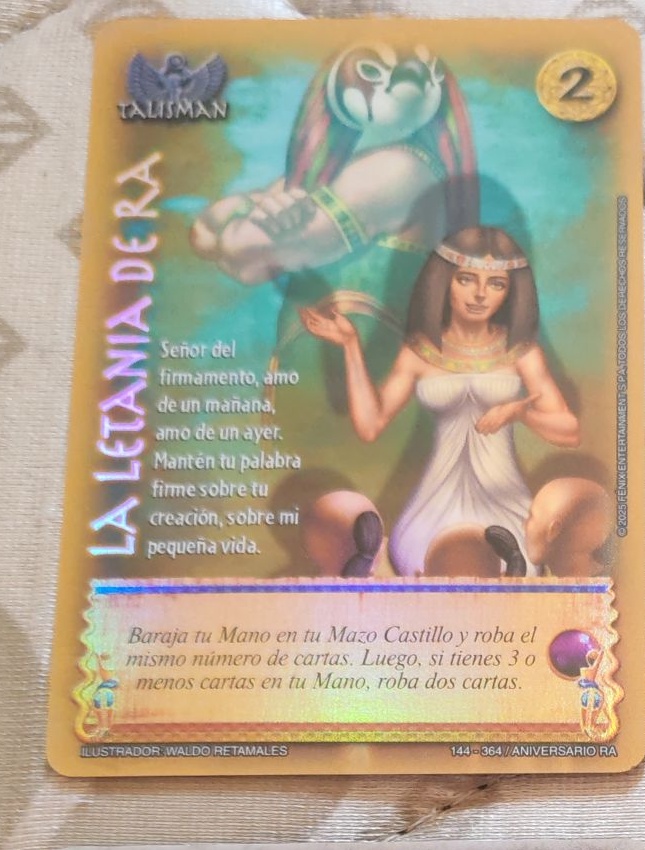 TALISMAN
2
LA LETANIA DE RA
Señor del
firmamento, amo
de un mañana,
amo de un ayer.
Mantén tu palabra
firme sobre tu
creación, sobre mi
pequeña vida.
© 2025 FENIX ENTERTAINMENT S.P.A. TODOS LOS DERECHOS RESERVADOS
Baraja tu Mano en tu Mazo Castillo y roba el
mismo número de cartas. Luego, si tienes 3 o
menos cartas en tu Mano, roba dos cartas.
ILUSTRADOR: WALDO RETAMALES
144 - 364 / ANIVERSARIO RA